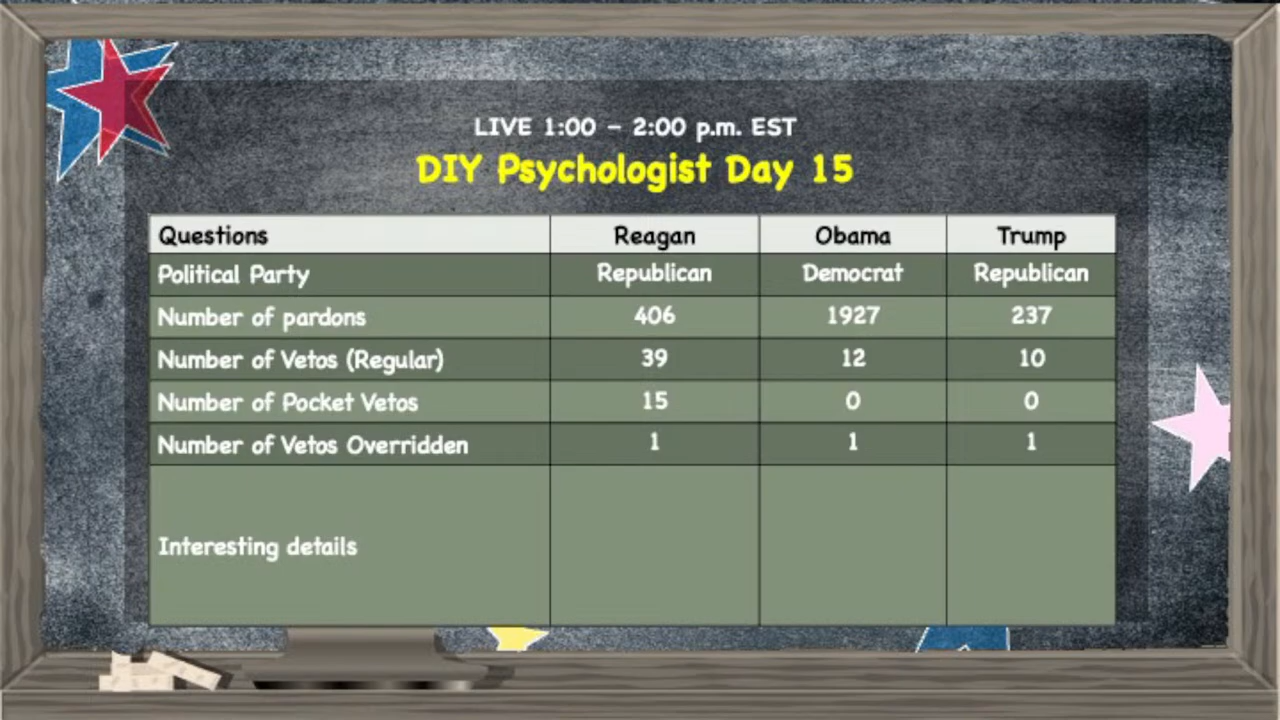 LIVE 1:00 – 2:00 p.m. EST
DIY Psychologist Day 15
Questions Reagan Obama Trump
Political Party Republican Democrat Republican
Number of pardons 406 1927 237
Number of Vetos (Regular) 39 12 10
Number of Pocket Vetos 15 0 0
Number of Vetos Overridden 1 1 1
Interesting details